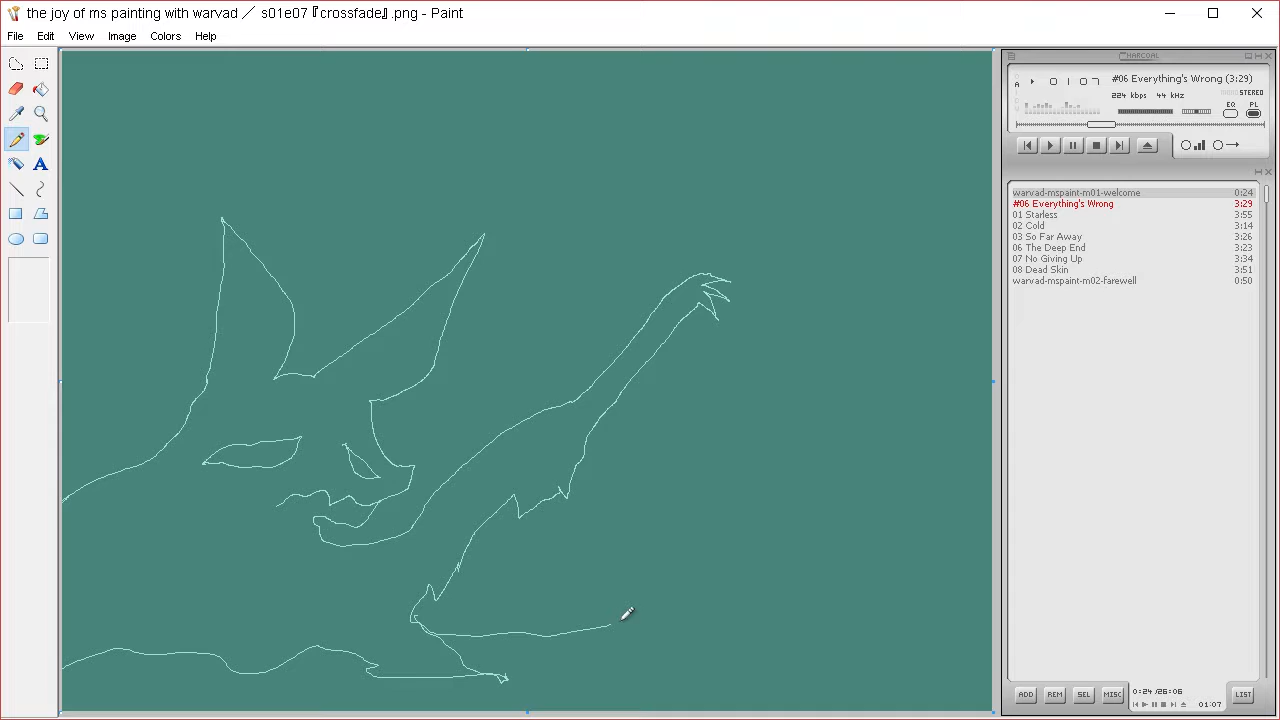 the joy of ms painting with warvad ／ s01e07『crossfade』.png - Paint
File Edit View Image Colors Help
CHARCOAL
#06 Everything's Wrong (3:29)
224 kbps 44 kHz
STEREO
EQ PL
warvad-mspaint-m01-welcome 0:24
#06 Everything's Wrong 3:29
01 Starless 3:55
02 Cold 3:14
03 So Far Away 3:26
06 The Deep End 3:23
07 No Giving Up 3:34
08 Dead Skin 3:51
warvad-mspaint-m02-farewell 0:50
ADD REM SEL MISC 0:24/26:06 LIST
01:07